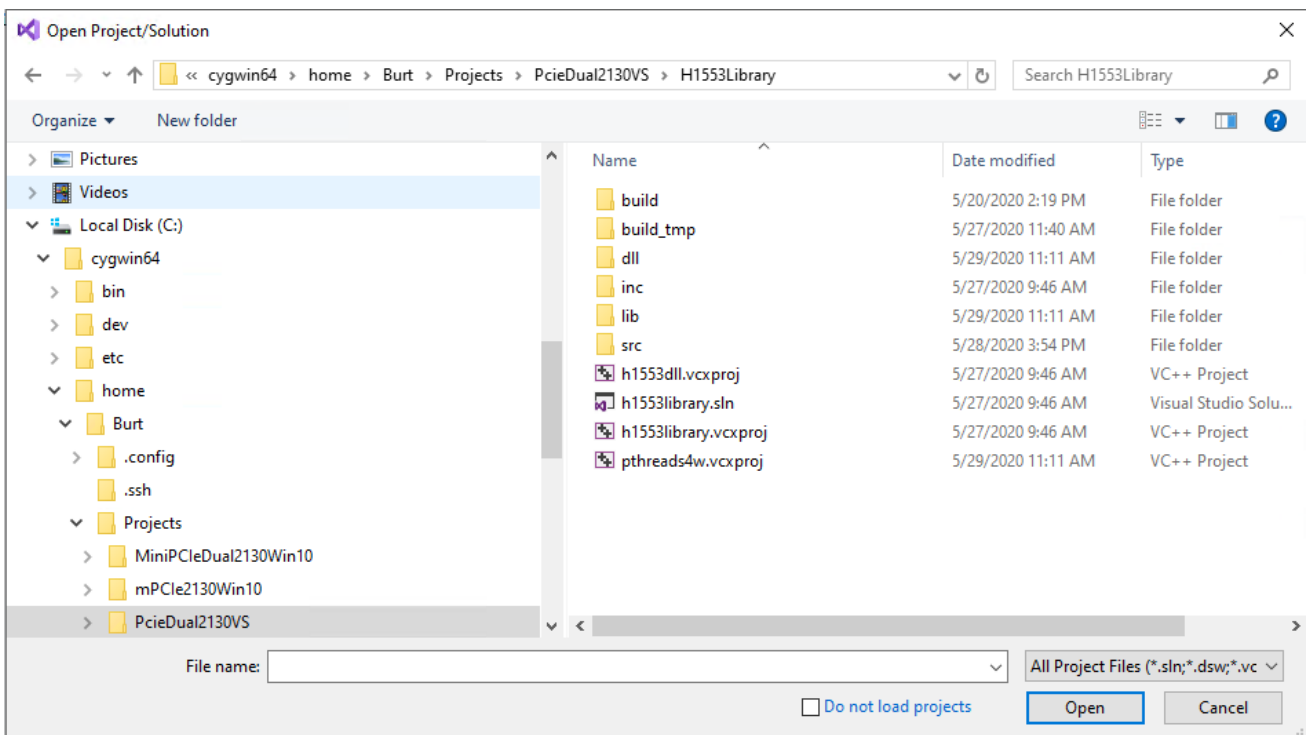 Open Project/Solution
« cygwin64 › home › Burt › Projects › PcieDual2130VS › H1553Library
Search H1553Library
Organize
New folder
Pictures
Videos
Local Disk (C:)
cygwin64
bin
dev
etc
home
Burt
.config
.ssh
Projects
MiniPCIeDual2130Win10
mPCIe2130Win10
PcieDual2130VS
Name Date modified Type
build 5/20/2020 2:19 PM File folder
build_tmp 5/27/2020 11:40 AM File folder
dll 5/29/2020 11:11 AM File folder
inc 5/27/2020 9:46 AM File folder
lib 5/29/2020 11:11 AM File folder
src 5/28/2020 3:54 PM File folder
h1553dll.vcxproj 5/27/2020 9:46 AM VC++ Project
h1553library.sln 5/27/2020 9:46 AM Visual Studio Solu...
h1553library.vcxproj 5/27/2020 9:46 AM VC++ Project
pthreads4w.vcxproj 5/29/2020 11:11 AM VC++ Project
File name:
All Project Files (*.sln;*.dsw;*.vc
Do not load projects
Open
Cancel